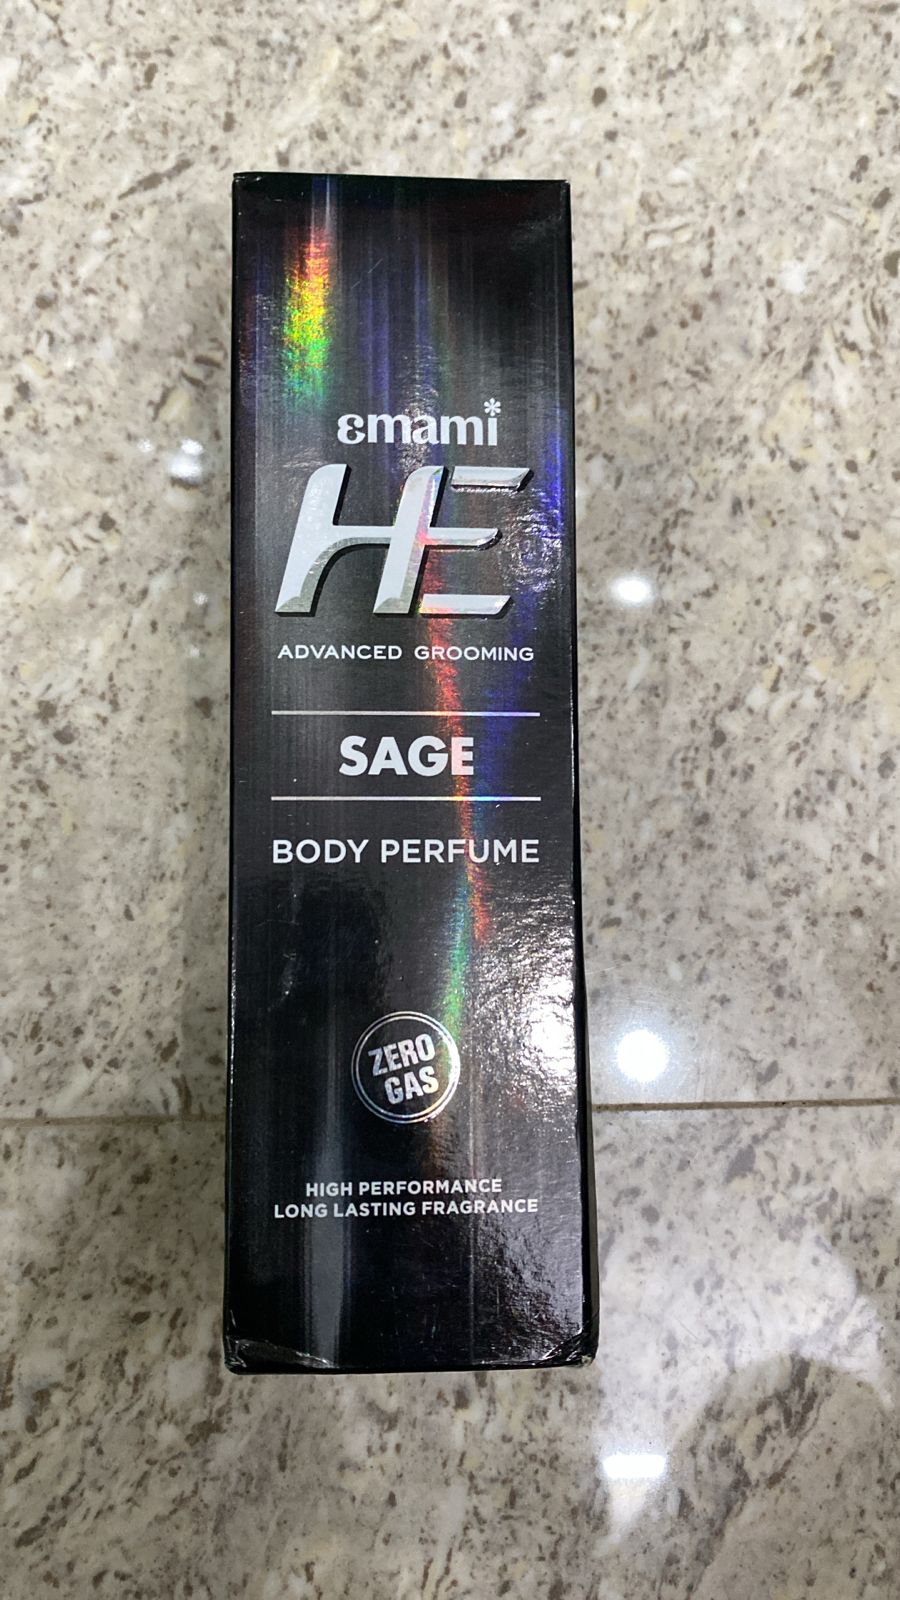 emami*
HE
ADVANCED GROOMING
SAGE
BODY PERFUME
ZERO
GAS
HIGH PERFORMANCE
LONG LASTING FRAGRANCE